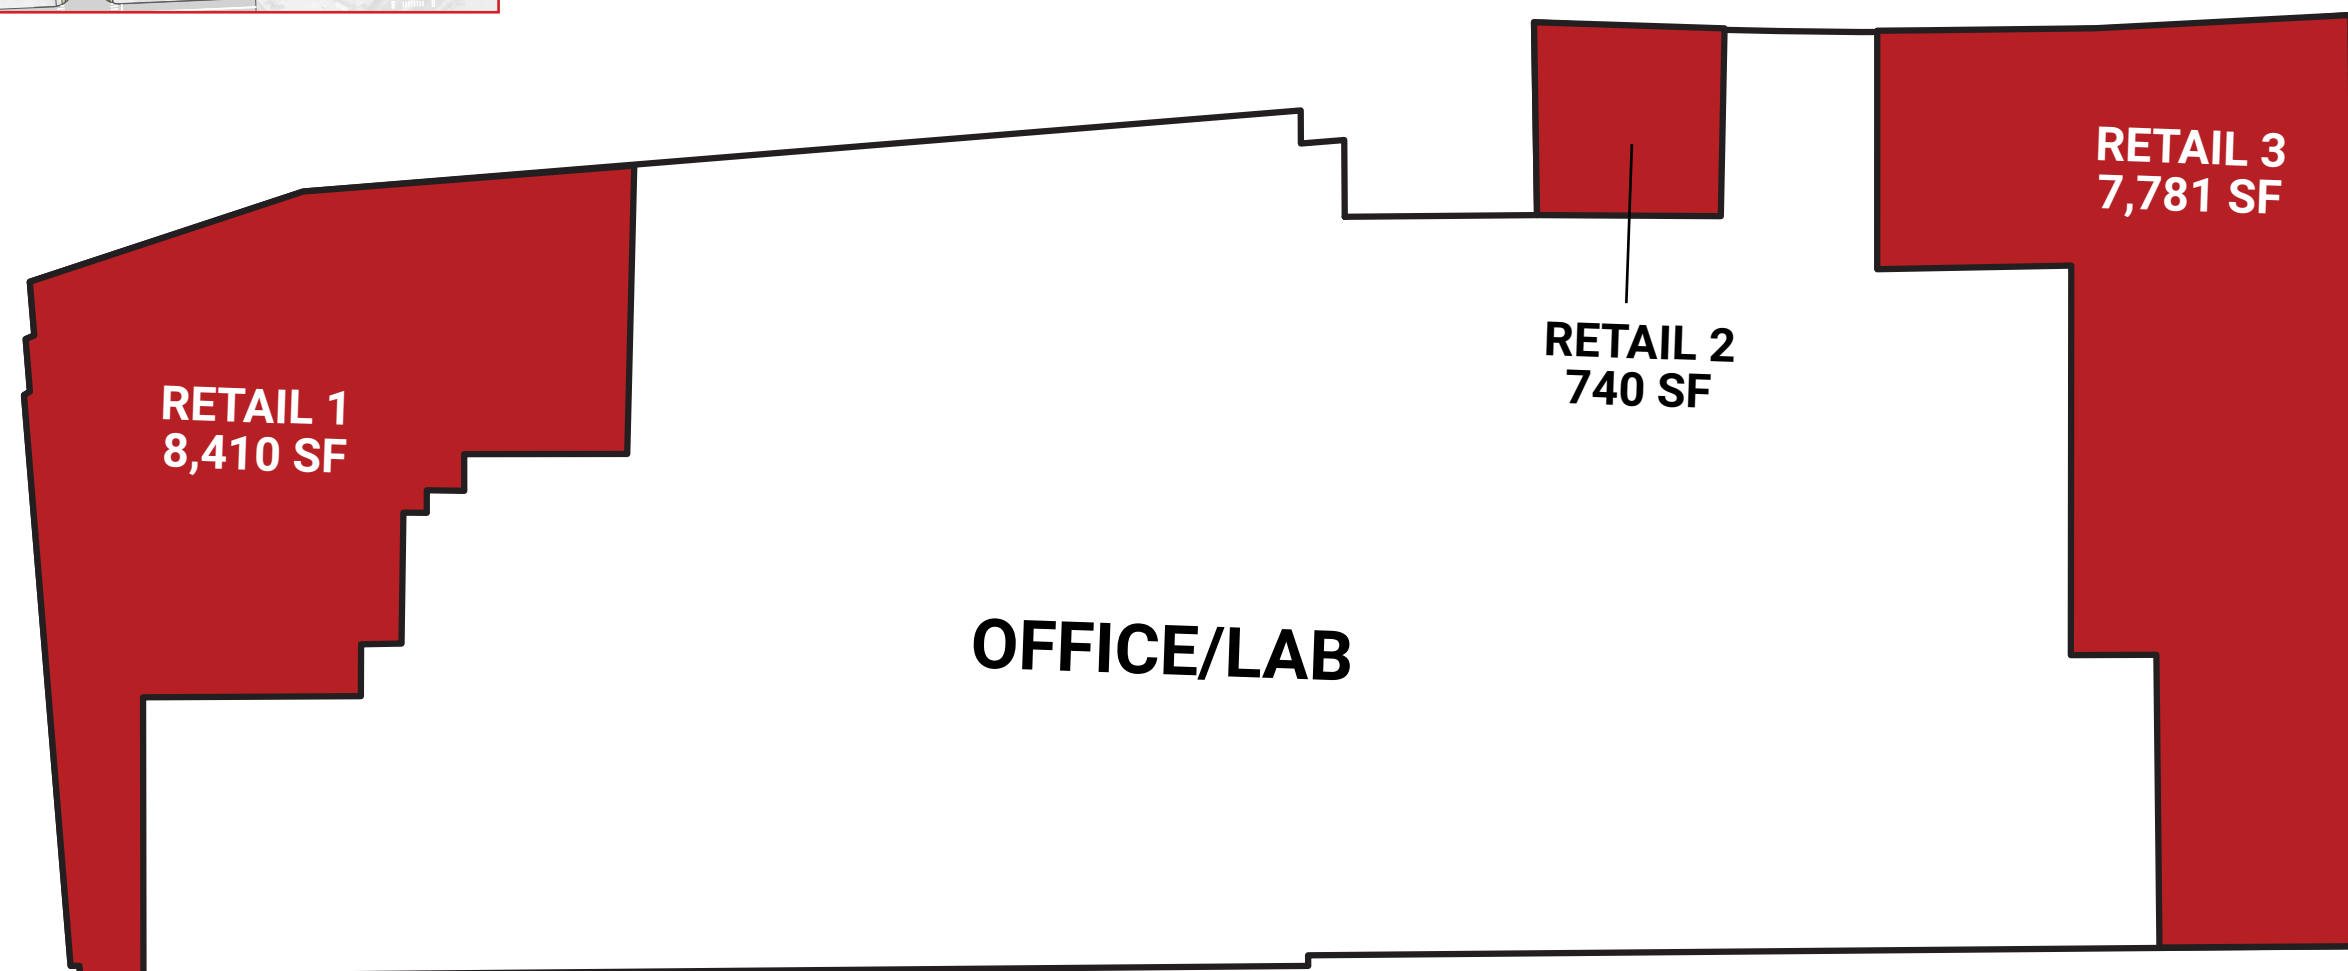 RETAIL 1
8,410 SF
RETAIL 2
740 SF
RETAIL 3
7,781 SF
OFFICE/LAB